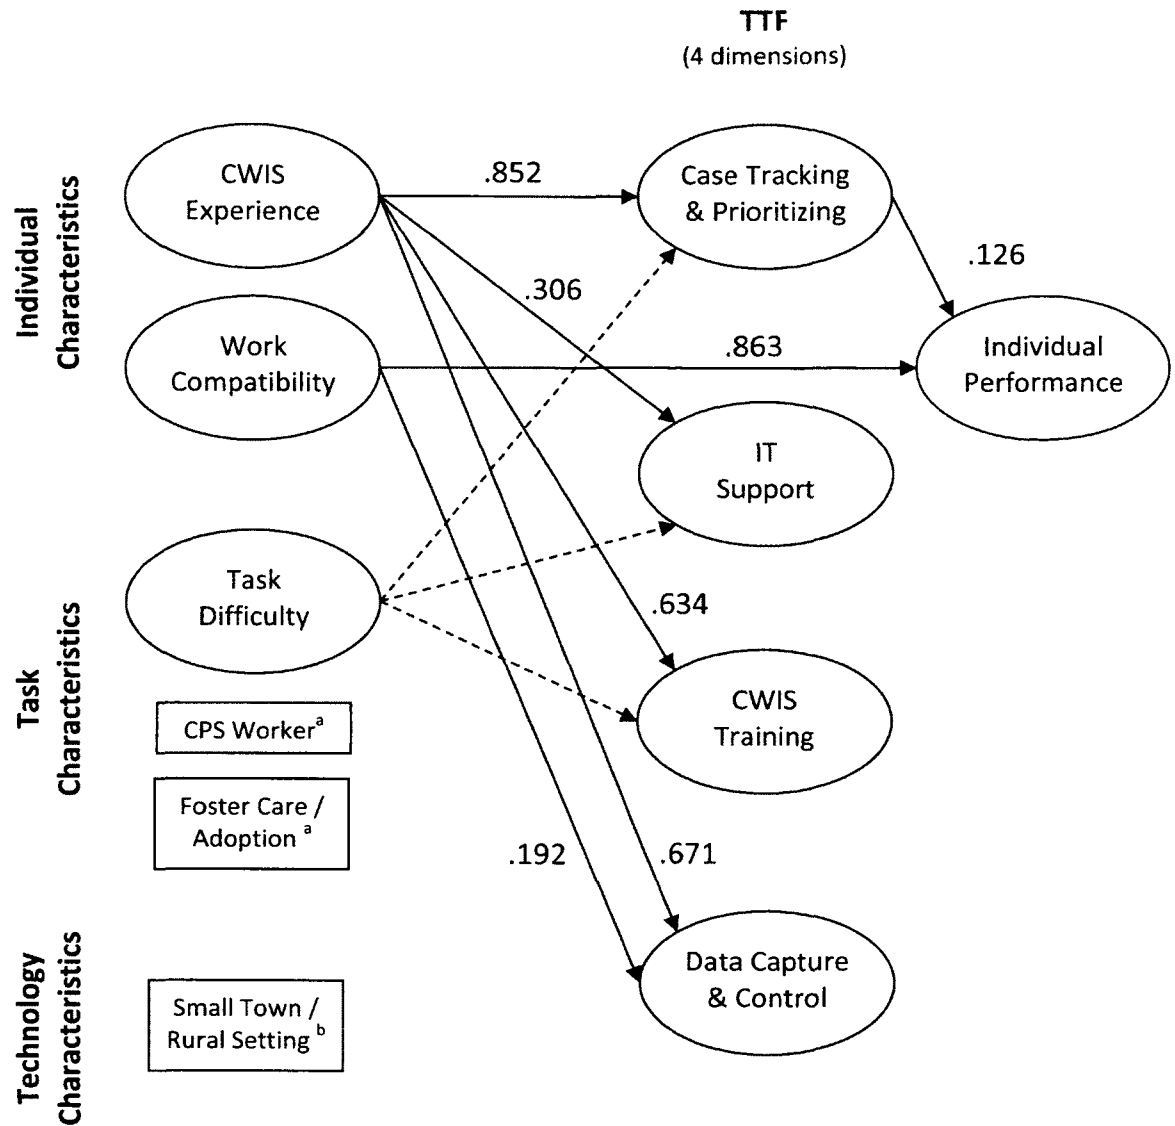 TTF
(4 dimensions)
Individual
Characteristics
CWIS
Experience
.852
Case Tracking
& Prioritizing
.126
.306
Work
Compatibility
.863
Individual
Performance
IT
Support
Task
Characteristics
Task
Difficulty
.634
CWIS
Training
CPS Workerᵃ
Foster Care /
Adoption ᵃ
.192
.671
Technology
Characteristics
Small Town /
Rural Setting ᵇ
Data Capture
& Control